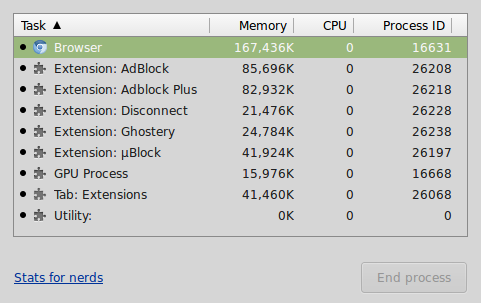 Task ▲ Memory CPU Process ID
Browser 167,436K 0 16631
Extension: AdBlock 85,696K 0 26208
Extension: Adblock Plus 82,932K 0 26218
Extension: Disconnect 21,476K 0 26228
Extension: Ghostery 24,784K 0 26238
Extension: µBlock 41,924K 0 26197
GPU Process 15,976K 0 16668
Tab: Extensions 41,460K 0 26068
Utility: 0K 0 0
Stats for nerds End process